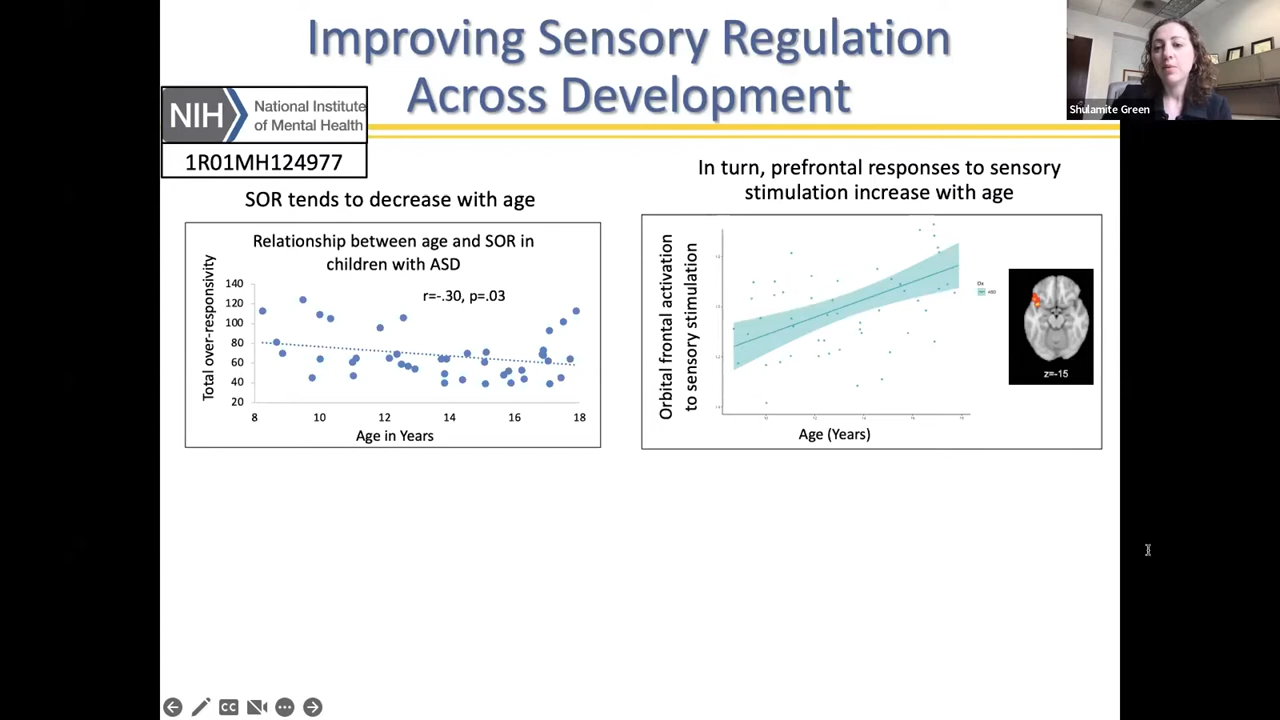 Improving Sensory Regulation
Across Development
Shulamite Green
NIH
National Institute
of Mental Health
1R01MH124977
SOR tends to decrease with age
Relationship between age and SOR in
children with ASD
r=-.30, p=.03
Total over-responsivity
140
120
100
80
60
40
20
8 10 12 14 16 18
Age in Years
In turn, prefrontal responses to sensory
stimulation increase with age
Orbital frontal activation
to sensory stimulation
Age (Years)
z=-15
CC